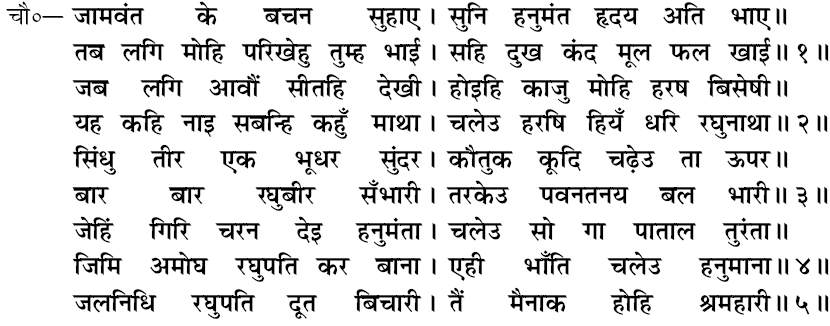 चौ०— जामवंत के बचन सुहाए। सुनि हनुमंत हृदय अति भाए॥
तब लगि मोहि परिखेहु तुम्ह भाई। सहि दुख कंद मूल फल खाई॥ १॥
जब लगि आवौं सीतहि देखी। होइहि काजु मोहि हरष बिसेषी॥
यह कहि नाइ सबन्हि कहुँ माथा। चलेउ हरषि हियँ धरि रघुनाथा॥ २॥
सिंधु तीर एक भूधर सुंदर। कौतुक कूदि चढ़ेउ ता ऊपर॥
बार बार रघुबीर सँभारी। तरकेउ पवनतनय बल भारी॥ ३॥
जेहिं गिरि चरन देइ हनुमंता। चलेउ सो गा पाताल तुरंता॥
जिमि अमोघ रघुपति कर बाना। एही भाँति चलेउ हनुमाना॥ ४॥
जलनिधि रघुपति दूत बिचारी। तैं मैनाक होहि श्रमहारी॥ ५॥